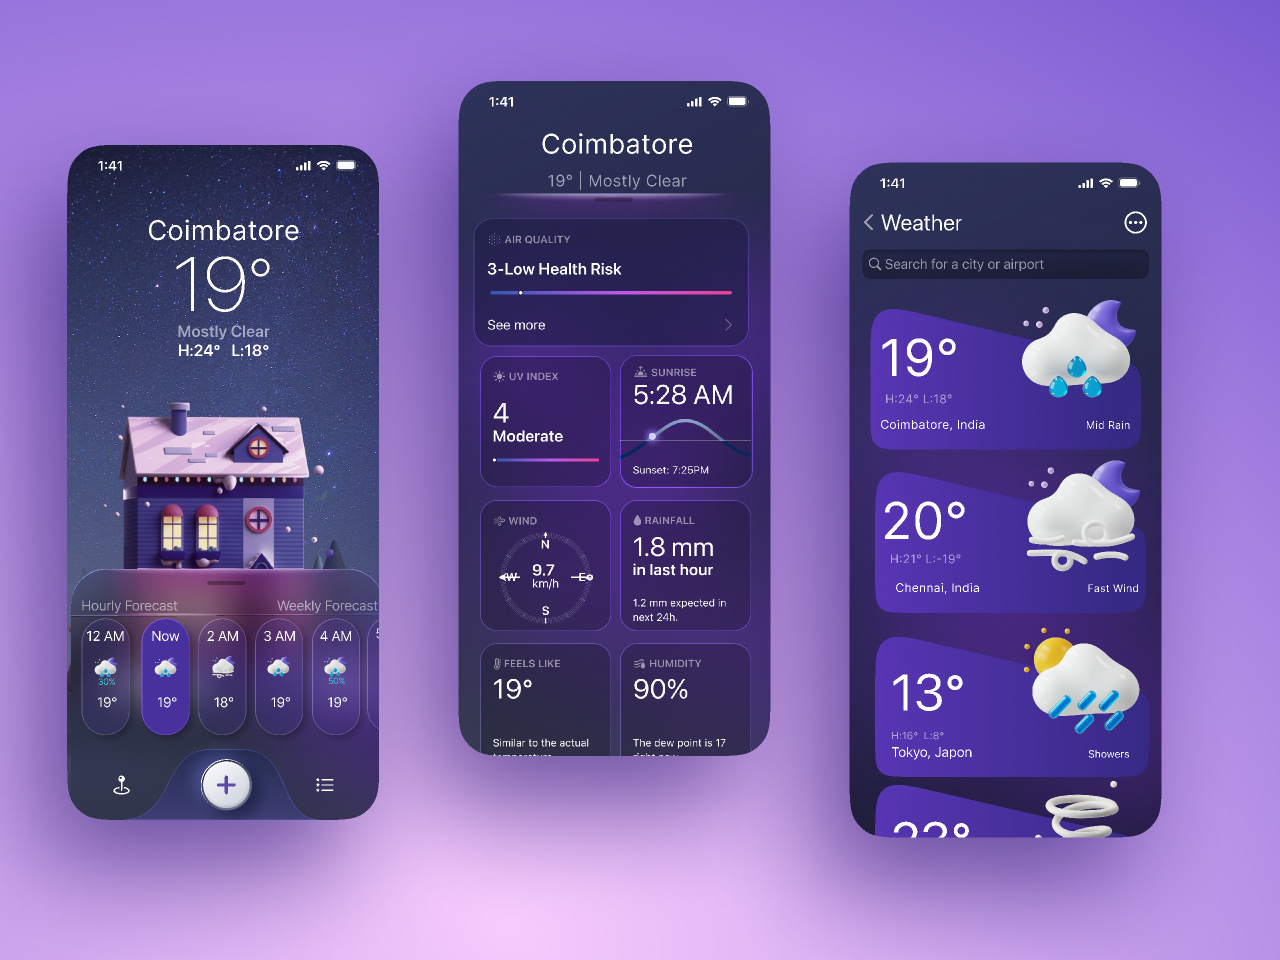 1:41
Coimbatore
19°
Mostly Clear
H:24° L:18°
Hourly Forecast
Weekly Forecast
12 AM
30%
19°
Now
19°
2 AM
18°
3 AM
19°
4 AM
50%
19°
1:41
Coimbatore
19° | Mostly Clear
AIR QUALITY
3-Low Health Risk
See more
UV INDEX
4
Moderate
SUNRISE
5:28 AM
Sunset: 7:25PM
WIND
N
W
9.7
km/h
E
S
RAINFALL
1.8 mm
in last hour
1.2 mm expected in
next 24h.
FEELS LIKE
19°
Similar to the actual
HUMIDITY
90%
The dew point is 17
1:41
Weather
Search for a city or airport
19°
H:24° L:18°
Coimbatore, India
Mid Rain
20°
H:21° L:-19°
Chennai, India
Fast Wind
13°
H:16° L:8°
Tokyo, Japon
Showers